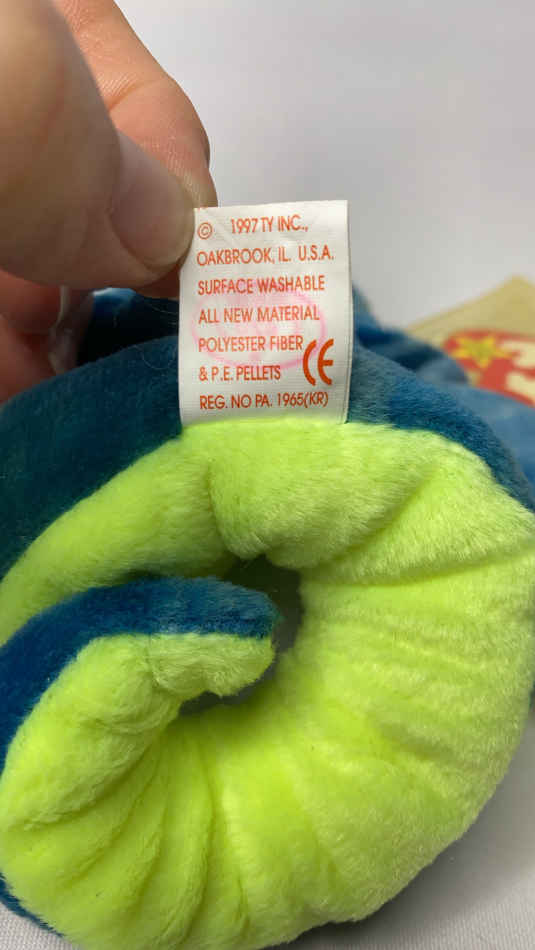 © 1997 TY INC.,
OAKBROOK, IL. U.S.A.
SURFACE WASHABLE
ALL NEW MATERIAL
POLYESTER FIBER
& P.E. PELLETS CE
REG. NO PA. 1965(KR)